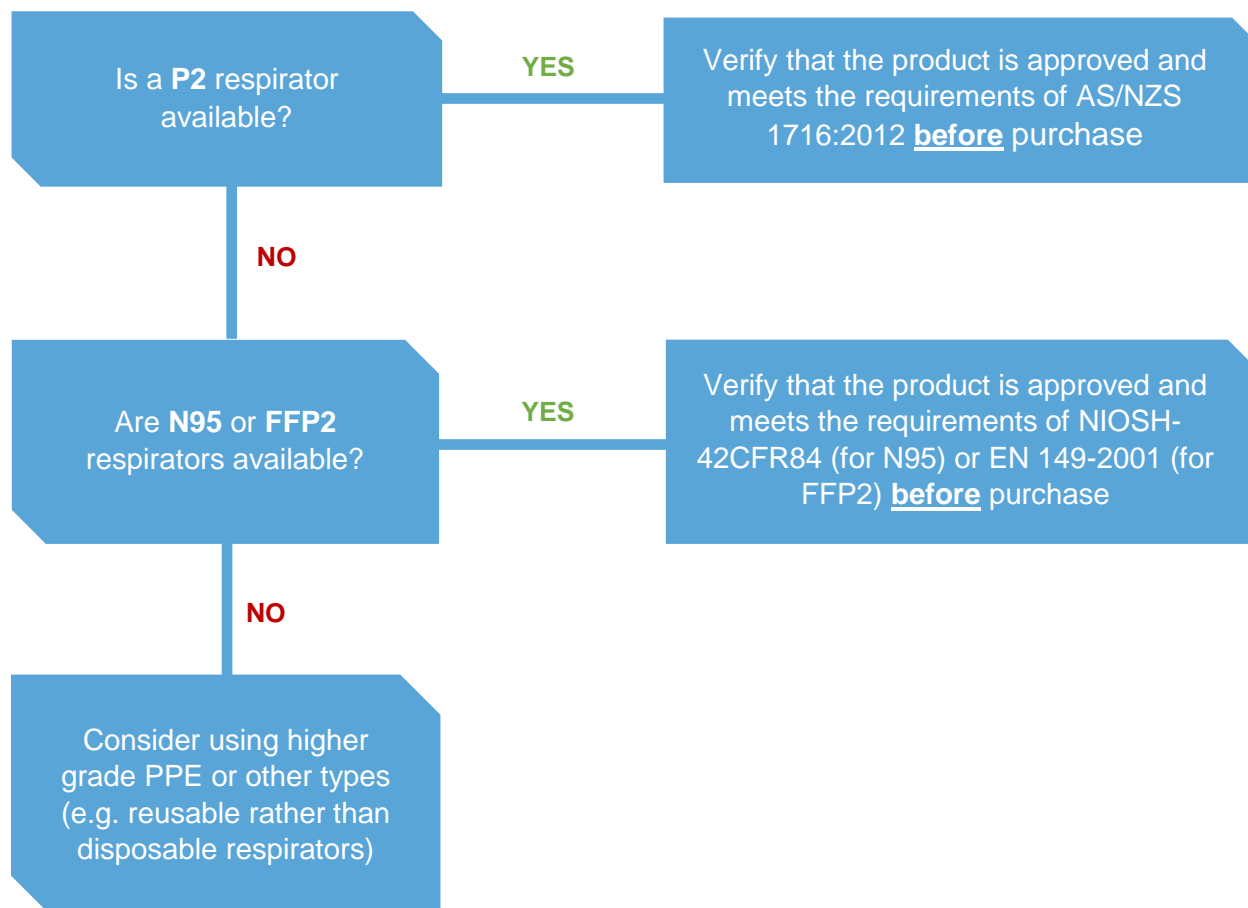 Is a P2 respirator
available?
YES
Verify that the product is approved and
meets the requirements of AS/NZS
1716:2012 before purchase
NO
Are N95 or FFP2
respirators available?
YES
Verify that the product is approved and
meets the requirements of NIOSH-
42CFR84 (for N95) or EN 149-2001 (for
FFP2) before purchase
NO
Consider using higher
grade PPE or other types
(e.g. reusable rather than
disposable respirators)